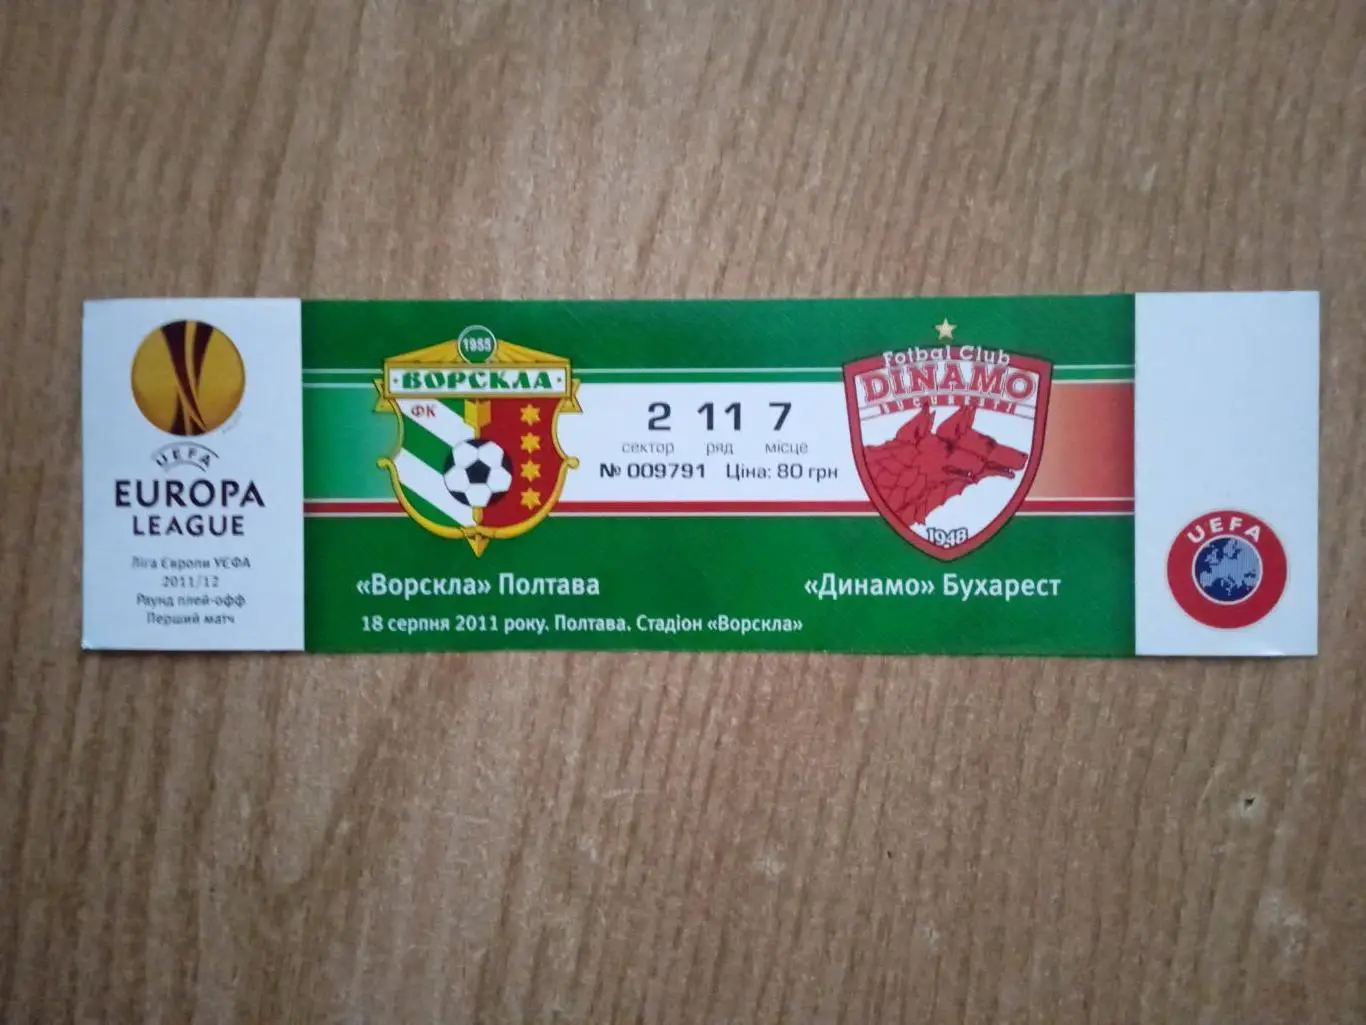 UEFA
EUROPA
LEAGUE
Ліга Європи УЄФА
2011/12
Раунд плей-офф
Перший матч
1955
ВОРСКЛА
ФК
2 11 7
сектор ряд місце
№ 009791 Ціна: 80 грн
Fotbal Club
DINAMO
BUCUREȘTI
1948
«Ворскла» Полтава
«Динамо» Бухарест
18 серпня 2011 року. Полтава. Стадіон «Ворскла»
UEFA